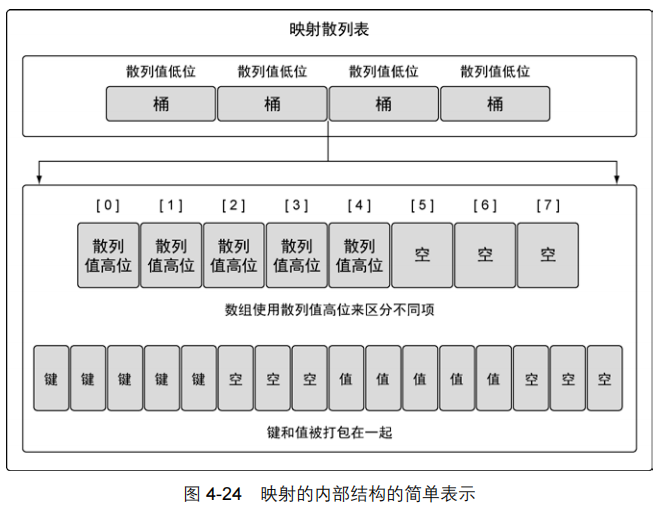 映射散列表
散列值低位 散列值低位 散列值低位 散列值低位
桶 桶 桶 桶
[0] [1] [2] [3] [4] [5] [6] [7]
散列 散列 散列 散列 散列 空 空 空
值高位 值高位 值高位 值高位 值高位
数组使用散列值高位来区分不同项
键 键 键 键 键 空 空 空 值 值 值 值 值 空 空 空
键和值被打包在一起
图 4-24 映射的内部结构的简单表示